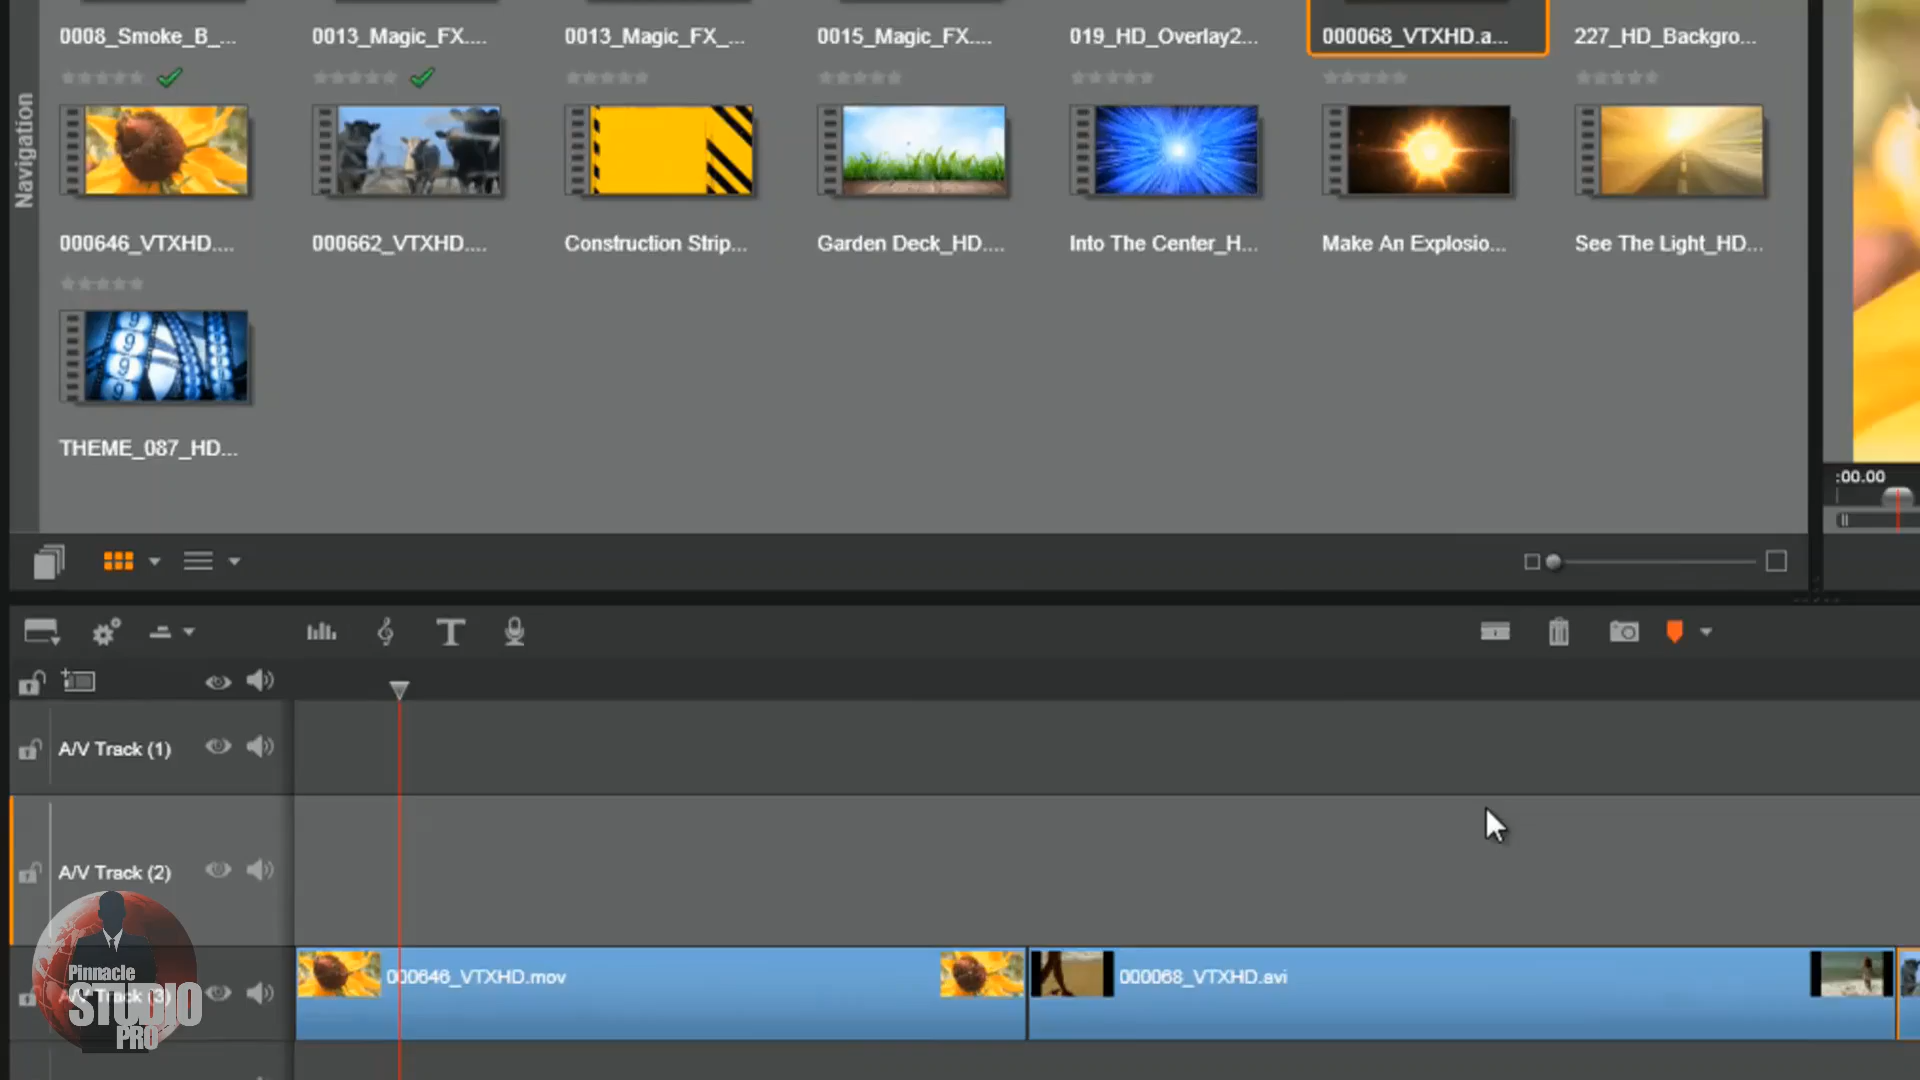 0008_Smoke_B_...
0013_Magic_FX....
0013_Magic_FX_...
0015_Magic_FX....
019_HD_Overlay2...
000068_VTXHD.a...
227_HD_Backgro...
Navigation
000646_VTXHD....
000662_VTXHD....
Construction Strip...
Garden Deck_HD....
Into The Center_H...
Make An Explosio...
See The Light_HD...
THEME_087_HD...
:00.00
A/V Track (1)
A/V Track (2)
000646_VTXHD.mov
000068_VTXHD.avi
A/V Track (3)
Pinnacle
STUDIO
PRO